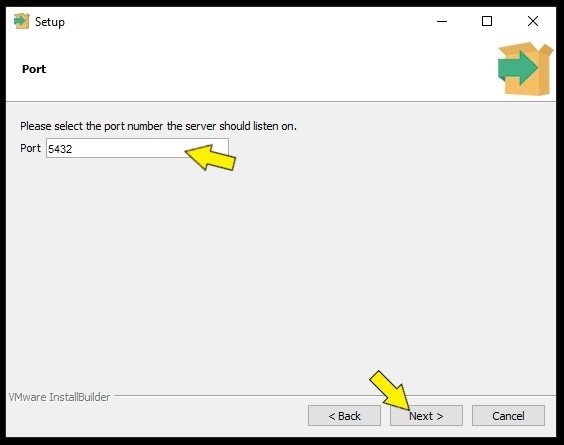 Setup
Port
Please select the port number the server should listen on.
Port 5432
VMware InstallBuilder
< Back Next > Cancel